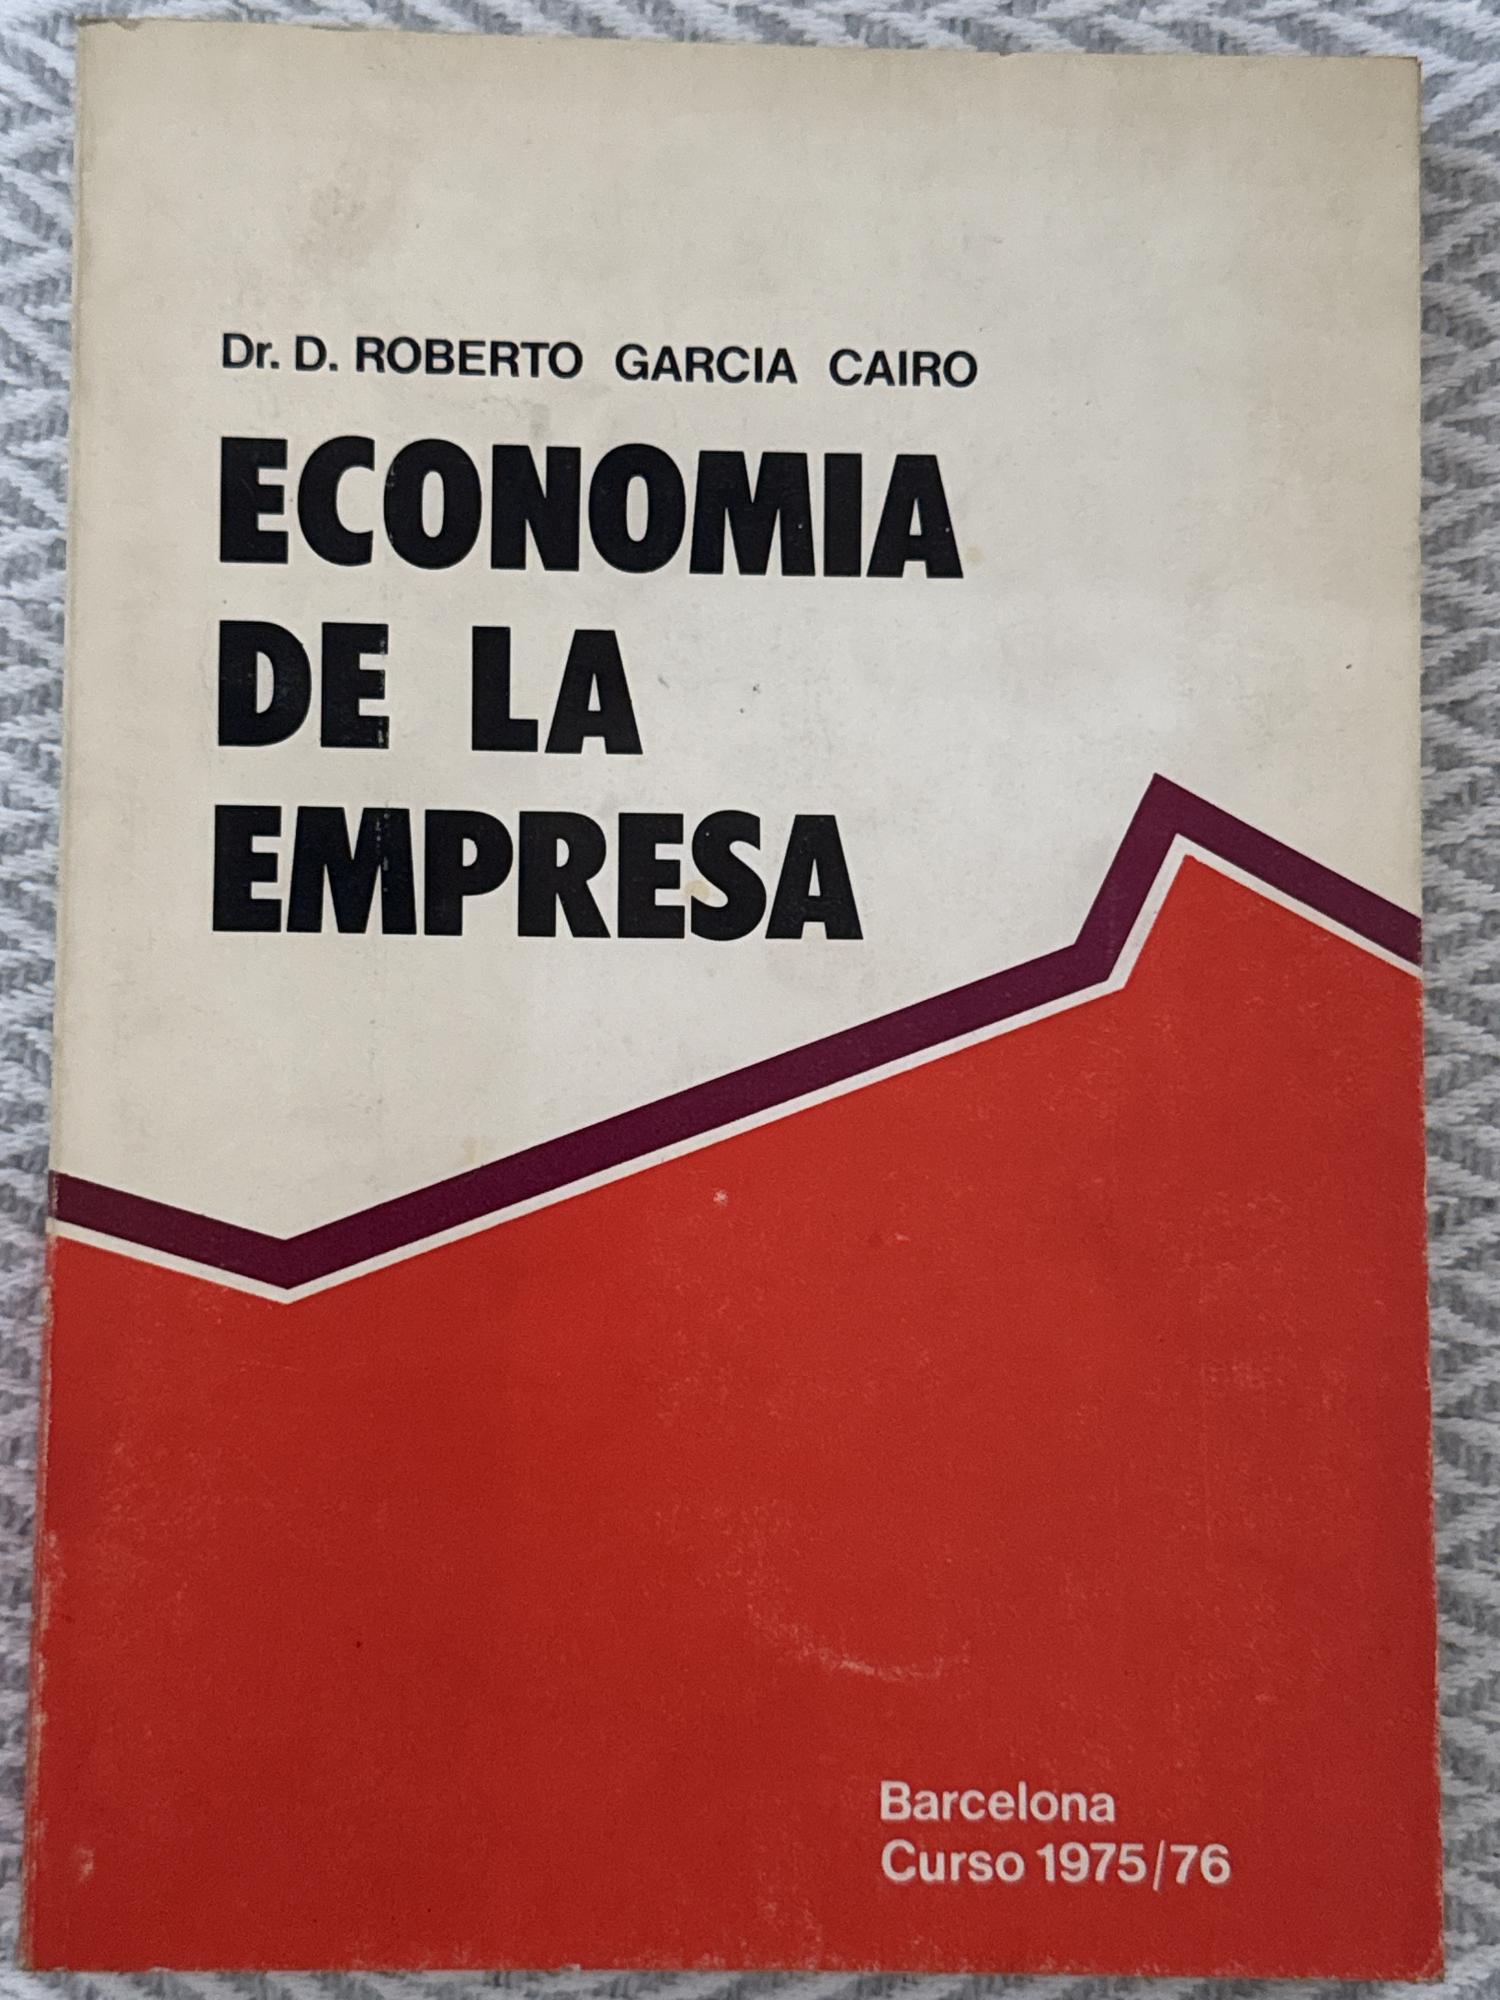 Dr. D. ROBERTO GARCIA CAIRO
ECONOMIA
DE LA
EMPRESA
Barcelona
Curso 1975/76